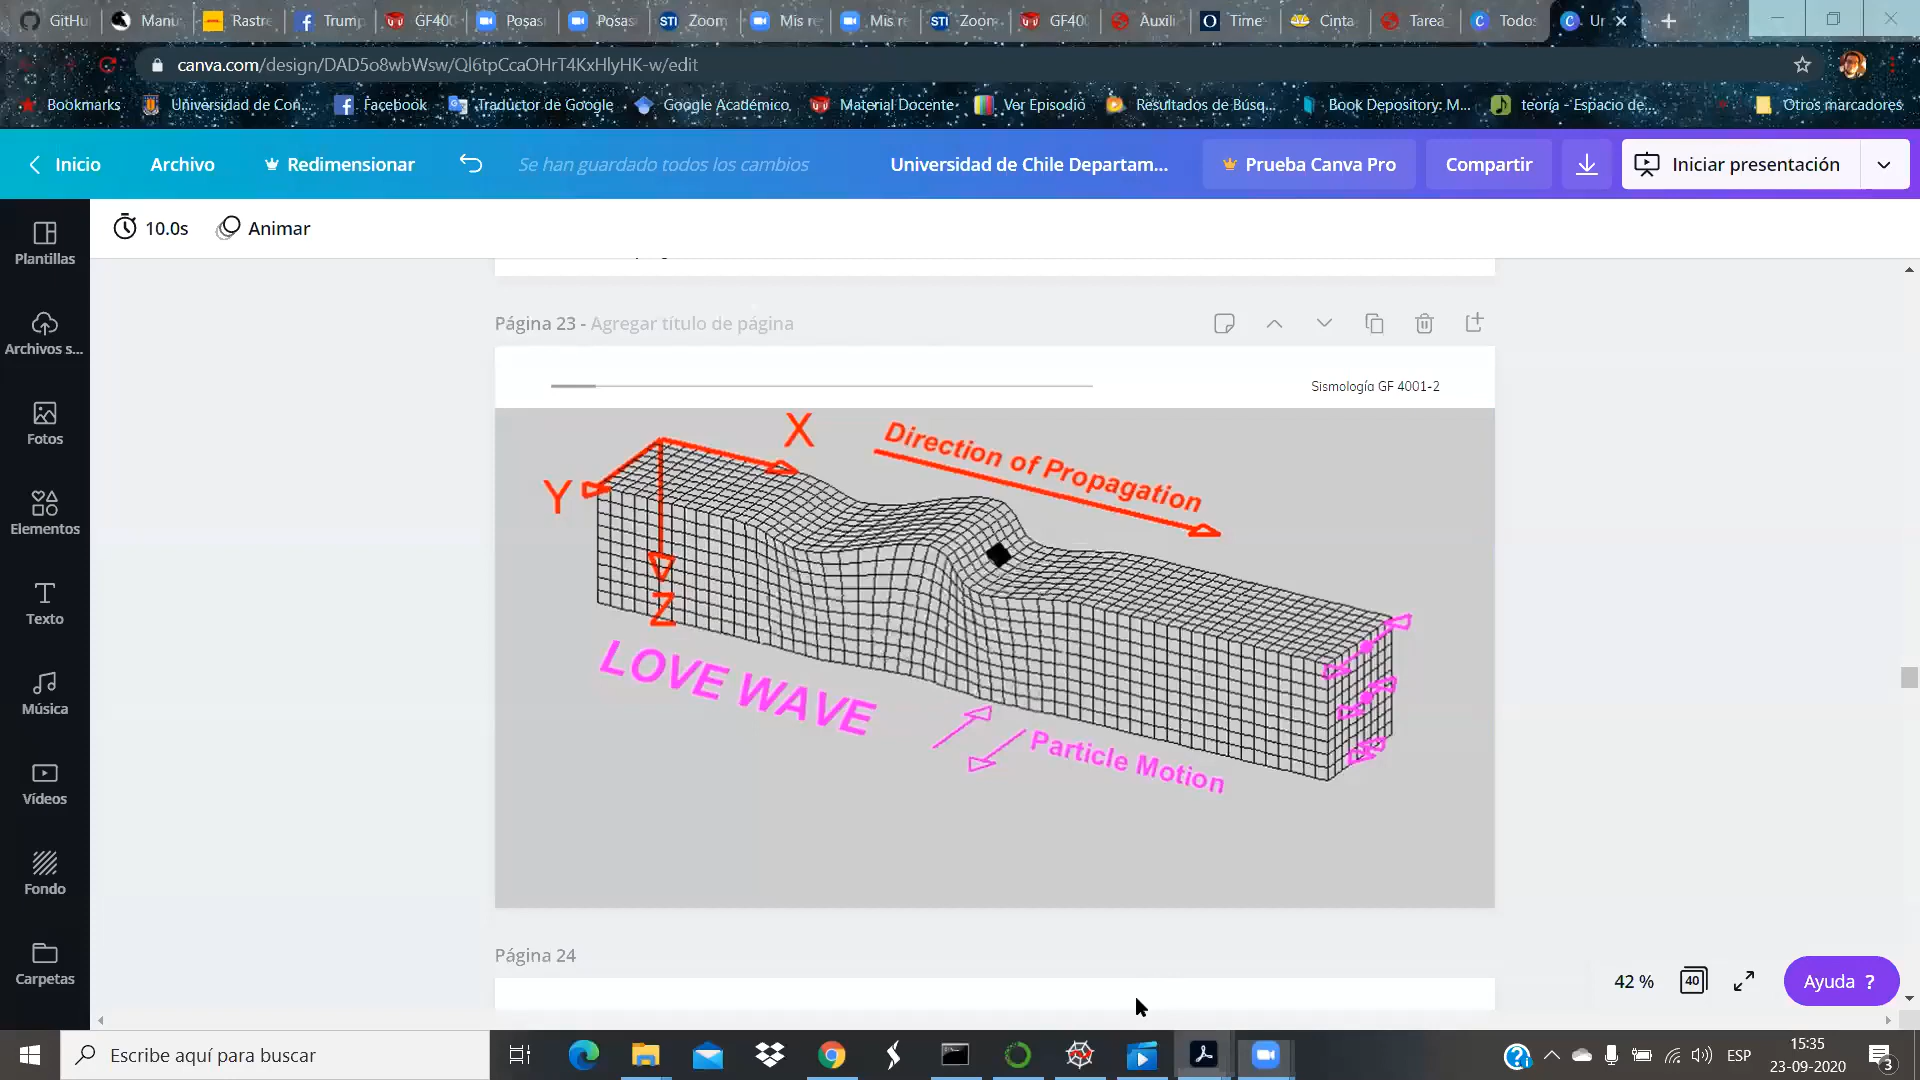 GitHu
Manu
Rastre
Trump
GF400
Posas
Posas
Zoom
Mis re
Mis re
Zoom
GF400
Auxili
Time
Cinta
Tarea
Todos
Ur
canva.com/design/DAD5o8wbWsw/Ql6tpCcaOHrT4KxHlyHK-w/edit
Bookmarks
Universidad de Con...
Facebook
Traductor de Google
Google Académico
Material Docente
Ver Episodio
Resultados de Búsq...
Book Depository: M...
teoría - Espacio de...
Otros marcadores
Inicio
Archivo
Redimensionar
Se han guardado todos los cambios
Universidad de Chile Departam...
Prueba Canva Pro
Compartir
Iniciar presentación
10.0s
Animar
Plantillas
Archivos s...
Fotos
Elementos
Texto
Música
Vídeos
Fondo
Carpetas
Página 23 - Agregar título de página
Sismología GF 4001-2
X
Y
Z
Direction of Propagation
LOVE WAVE
Particle Motion
Página 24
42 %
40
Ayuda ?
Escribe aquí para buscar
ESP
15:35
23-09-2020
3